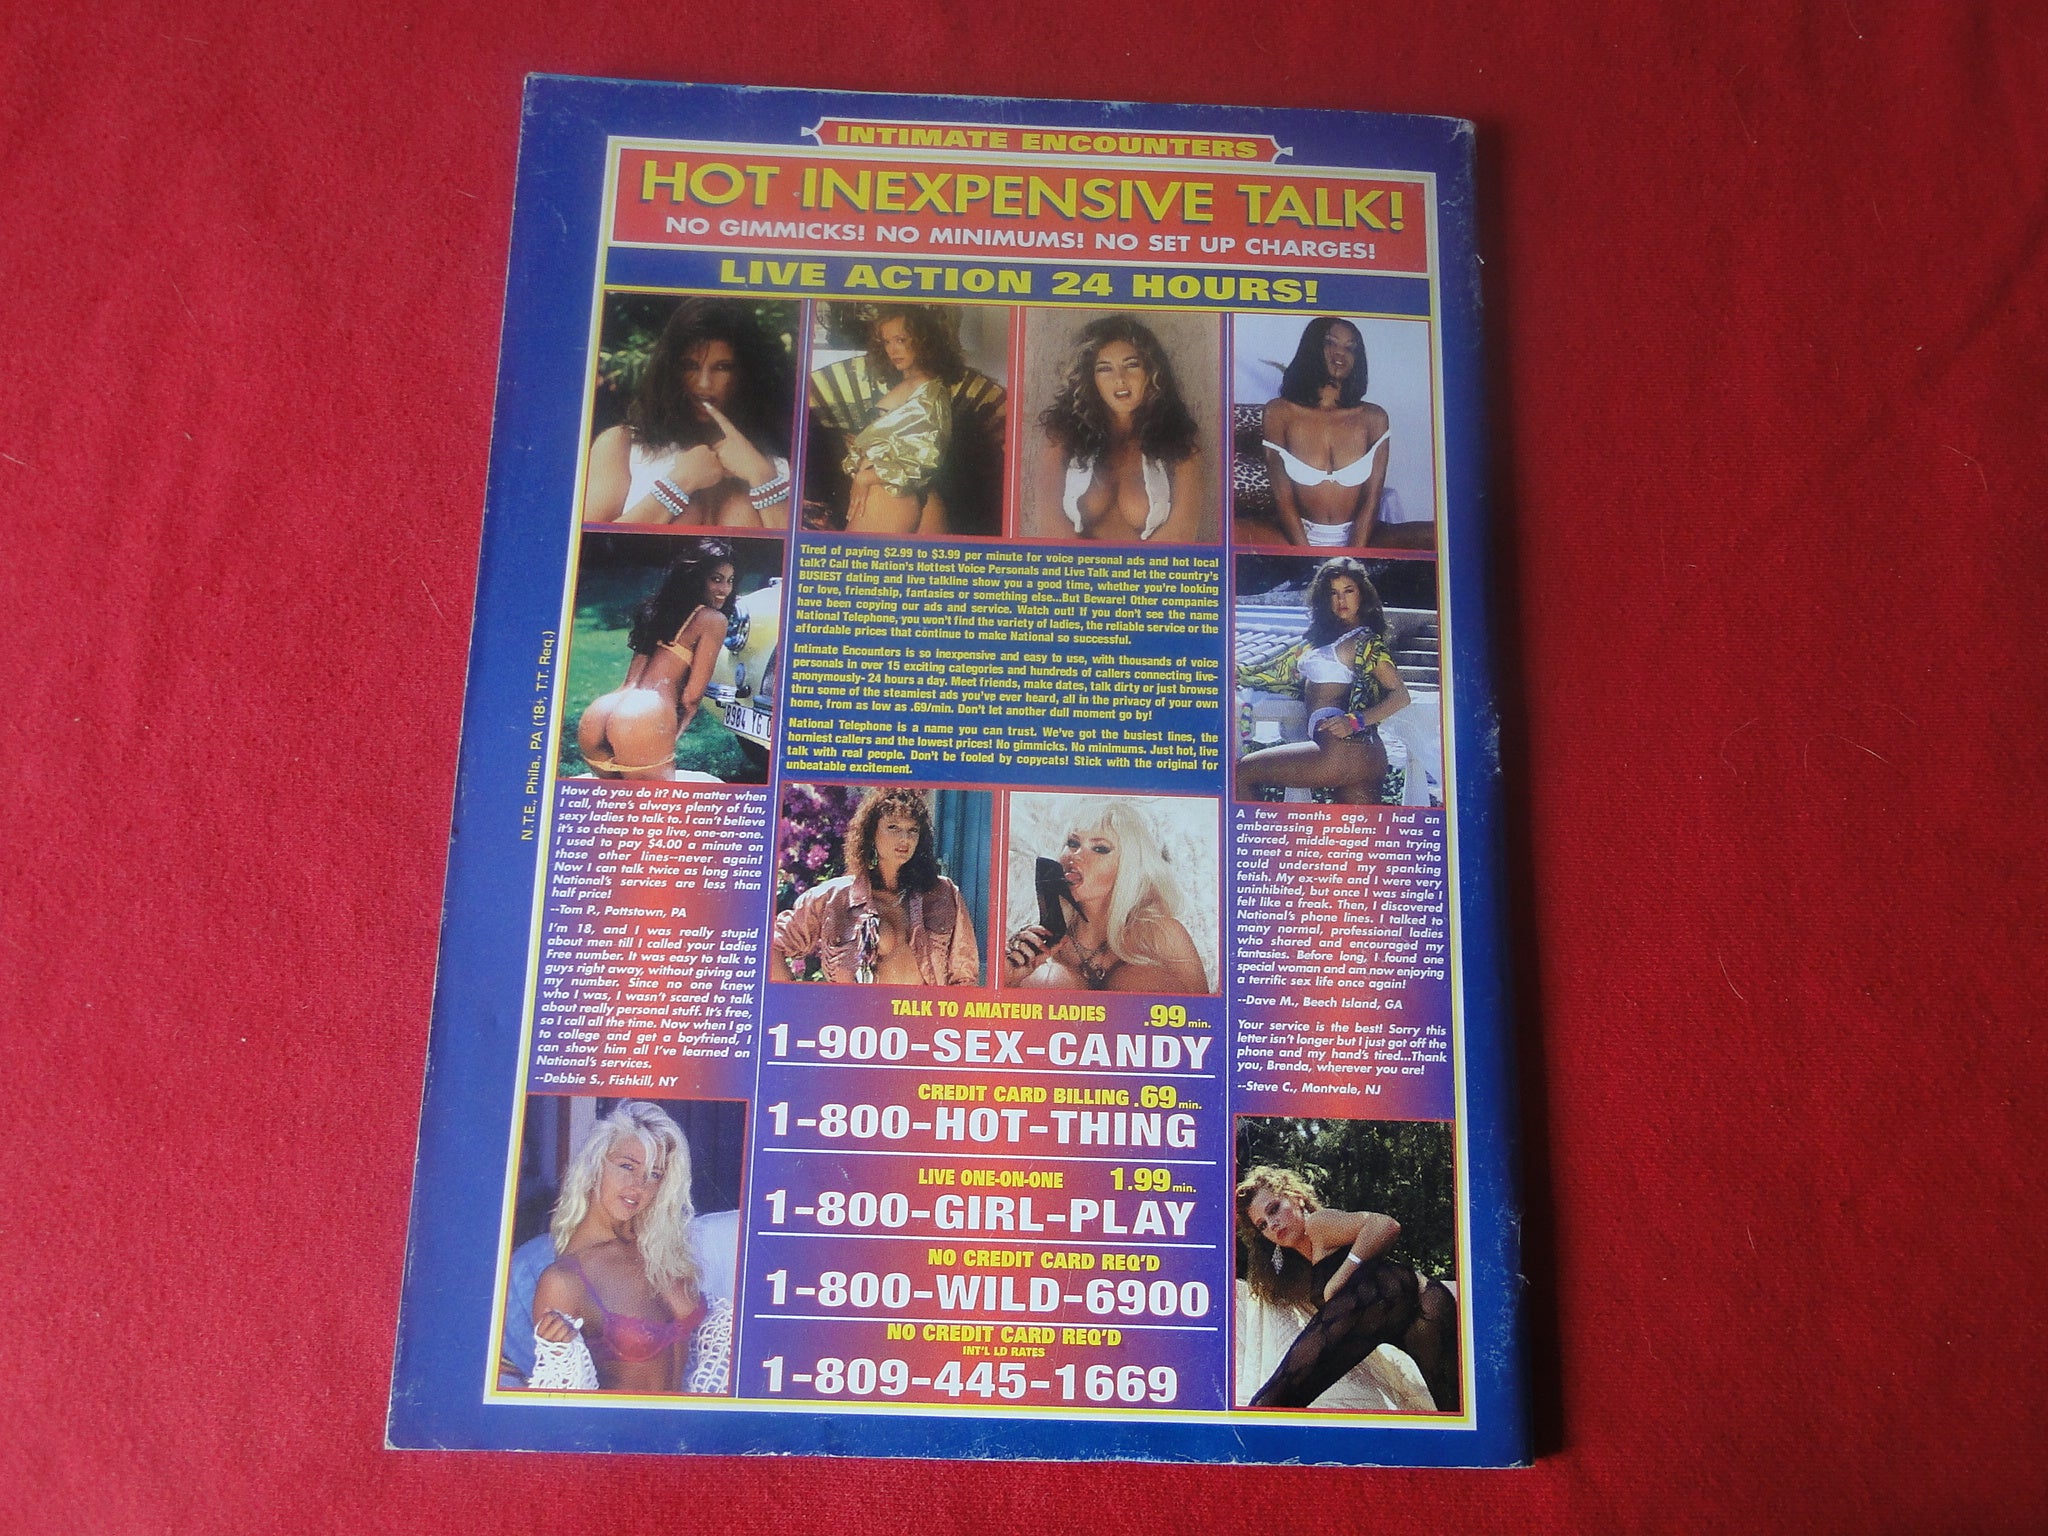 INTIMATE ENCOUNTERS
HOT INEXPENSIVE TALK!
NO GIMMICKS! NO MINIMUMS! NO SET UP CHARGES!
LIVE ACTION 24 HOURS!
Tired of paying $2.99 to $3.99 per minute for voice personal ads and hot local
talk? Call the Nation's Hottest Voice Personals and Live Talk and let the country's
BUSIEST dating and live talkline show you a good time, whether you're looking
for love, friendship, fantasies or something else...But Beware! Other companies
have been copying our ads and service. Watch out! If you don't see the name
National Telephone, you won't find the variety of ladies, the reliable service or the
affordable prices that continue to make National so successful.
Intimate Encounters is so inexpensive and easy to use, with thousands of voice
personals in over 15 exciting categories and hundreds of callers connecting live-
anonymously- 24 hours a day. Meet friends, make dates, talk dirty or just browse
thru some of the steamiest ads you've ever heard, all in the privacy of your own
home, from as low as .69/min. Don't let another dull moment go by!
National Telephone is a name you can trust. We've got the busiest lines, the
horniest callers and the lowest prices! No gimmicks. No minimums. Just hot, live
talk with real people. Don't be fooled by copycats! Stick with the original for
unbeatable excitement.
8984 YG
N.T.E., Phila., PA (18+, T.T. Req.)
How do you do it? No matter when
I call, there's always plenty of fun,
sexy ladies to talk to. I can't believe
it's so cheap to go live, one-on-one.
I used to pay $4.00 a minute on
those other lines--never again!
Now I can talk twice as long since
National's services are less than
half price!
--Tom P., Pottstown, PA
I'm 18, and I was really stupid
about men till I called your Ladies
Free number. It was easy to talk to
guys right away, without giving out
my number. Since no one knew
who I was, I wasn't scared to talk
about really personal stuff. It's free,
so I call all the time. Now when I go
to college and get a boyfriend, I
can show him all I've learned on
National's services.
--Debbie S., Fishkill, NY
TALK TO AMATEUR LADIES .99 min.
1-900-SEX-CANDY
CREDIT CARD BILLING .69 min.
1-800-HOT-THING
LIVE ONE-ON-ONE 1.99 min.
1-800-GIRL-PLAY
NO CREDIT CARD REQ'D
1-800-WILD-6900
NO CREDIT CARD REQ'D
INT'L LD RATES
1-809-445-1669
A few months ago, I had an
embarassing problem: I was a
divorced, middle-aged man trying
to meet a nice, caring woman who
could understand my spanking
fetish. My ex-wife and I were very
uninhibited, but once I was single I
felt like a freak. Then, I discovered
National's phone lines. I talked to
many normal, professional ladies
who shared and encouraged my
fantasies. Before long, I found one
special woman and am now enjoying
a terrific sex life once again!
--Dave M., Beech Island, GA
Your service is the best! Sorry this
letter isn't longer but I just got off the
phone and my hand's tired...Thank
you, Brenda, wherever you are!
--Steve C., Montvale, NJ